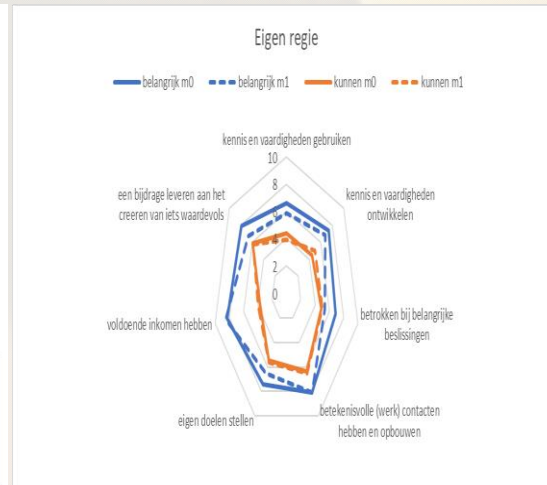 Eigen regie
belangrijk m0 belangrijk m1 kunnen m0 kunnen m1
kennis en vaardigheden gebruiken
10
8
6
4
2
0
kennis en vaardigheden
ontwikkelen
betrokken bij belangrijke
beslissingen
betekenisvolle (werk) contacten
hebben en opbouwen
eigen doelen stellen
voldoende inkomen hebben
een bijdrage leveren aan het
creeren van iets waardevols